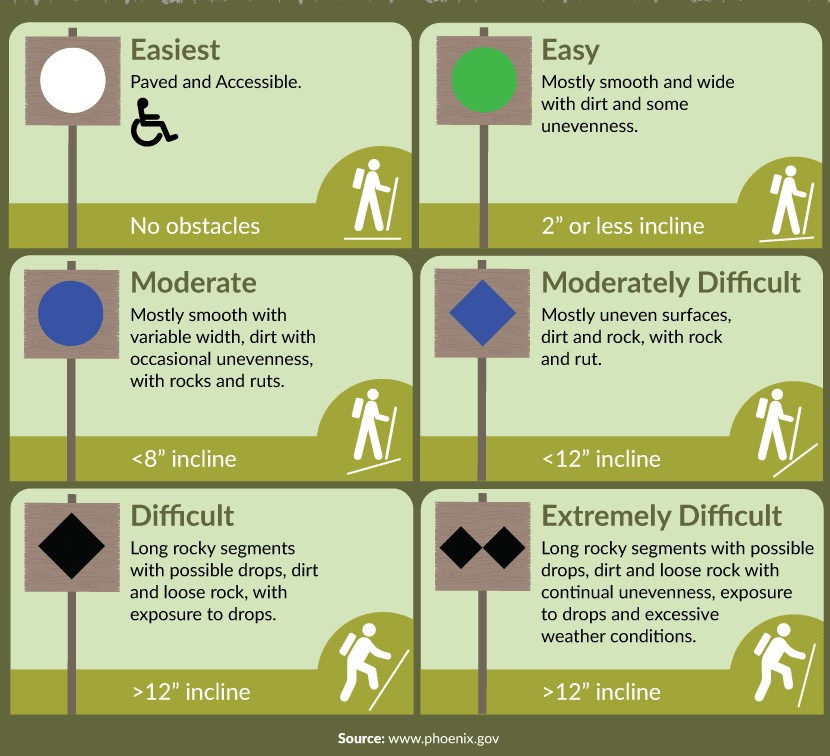 Easiest
Paved and Accessible.
No obstacles
Easy
Mostly smooth and wide
with dirt and some
unevenness.
2” or less incline
Moderate
Mostly smooth with
variable width, dirt with
occasional unevenness,
with rocks and ruts.
<8” incline
Moderately Difficult
Mostly uneven surfaces,
dirt and rock, with rock
and rut.
<12” incline
Difficult
Long rocky segments
with possible drops, dirt
and loose rock, with
exposure to drops.
>12” incline
Extremely Difficult
Long rocky segments with possible
drops, dirt and loose rock with
continual unevenness, exposure
to drops and excessive
weather conditions.
>12” incline
Source: www.phoenix.gov